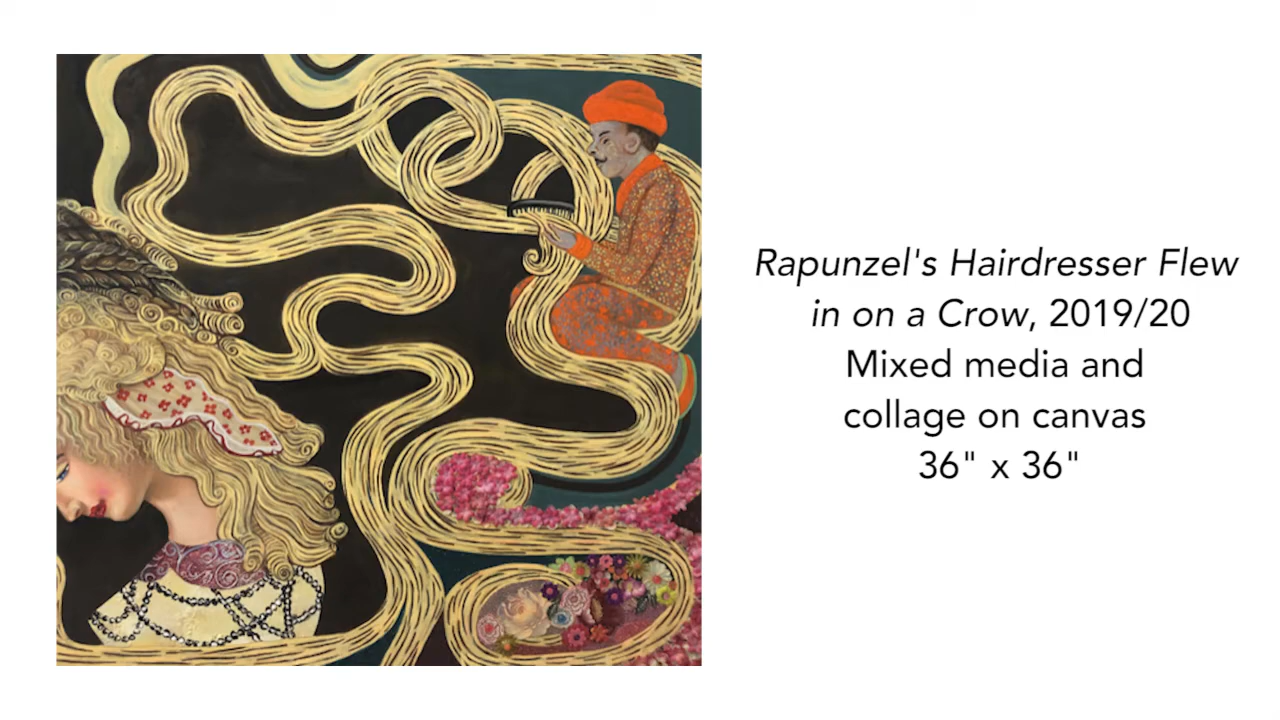 Rapunzel's Hairdresser Flew
in on a Crow, 2019/20
Mixed media and
collage on canvas
36" x 36"